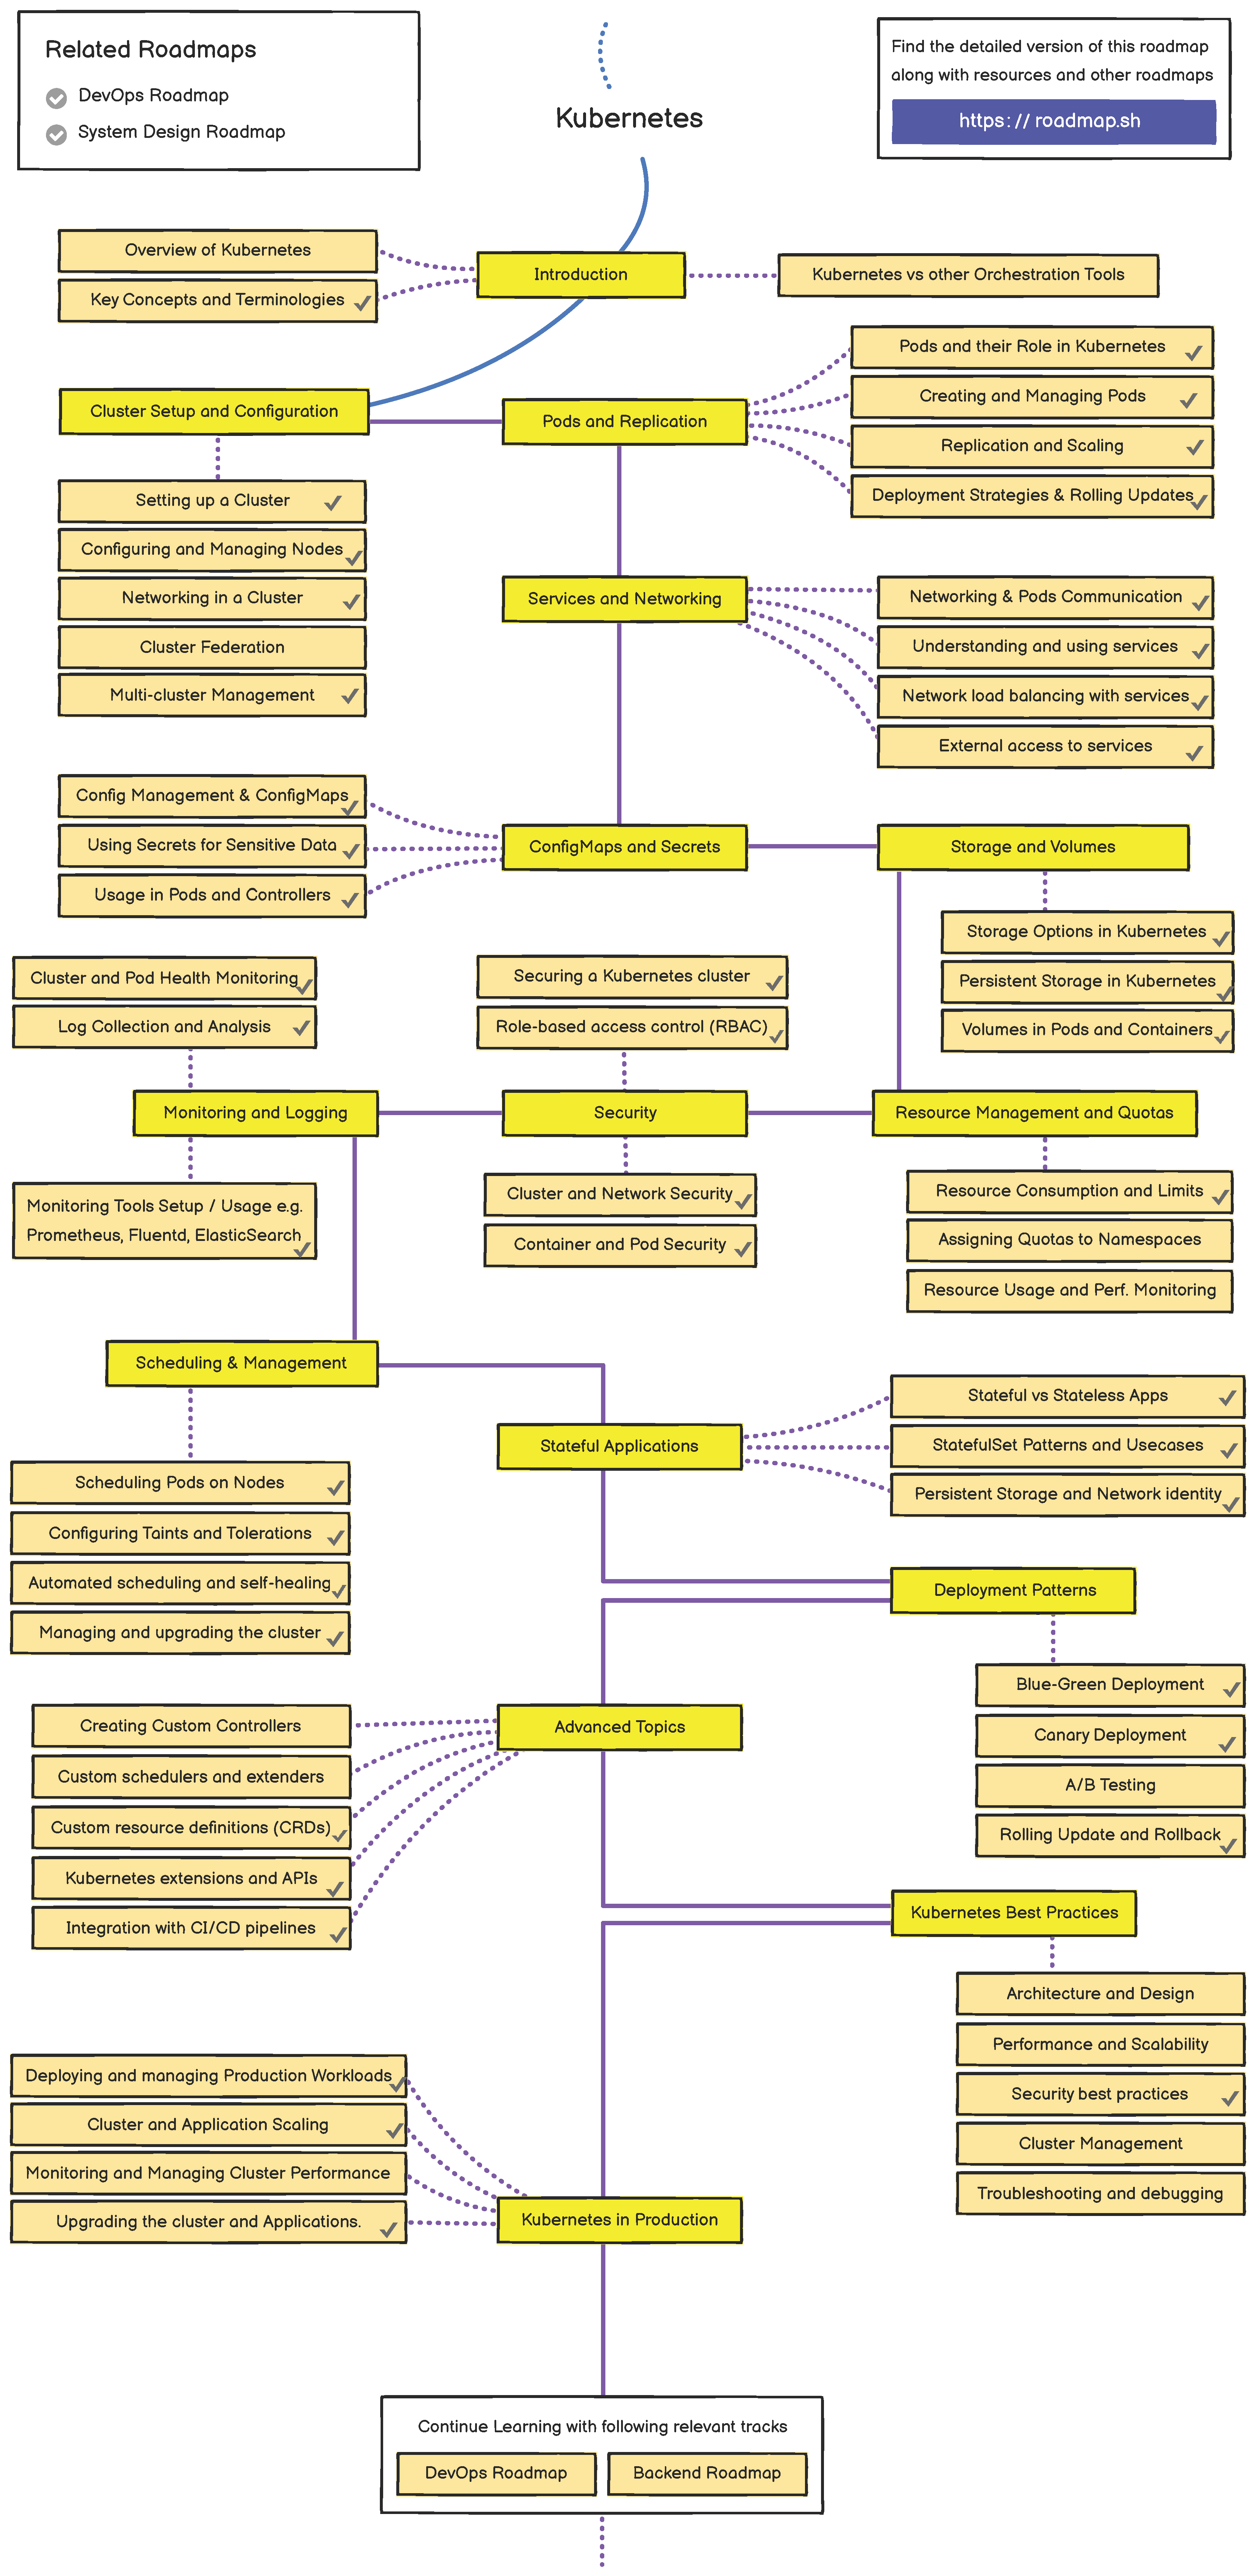 Related Roadmaps
DevOps Roadmap
System Design Roadmap
Kubernetes
Find the detailed version of this roadmap
along with resources and other roadmaps
https://roadmap.sh
Overview of Kubernetes
Key Concepts and Terminologies
Introduction
Kubernetes vs other Orchestration Tools
Cluster Setup and Configuration
Pods and Replication
Pods and their Role in Kubernetes
Creating and Managing Pods
Replication and Scaling
Deployment Strategies & Rolling Updates
Setting up a Cluster
Configuring and Managing Nodes
Networking in a Cluster
Cluster Federation
Multi-cluster Management
Services and Networking
Networking & Pods Communication
Understanding and using services
Network load balancing with services
External access to services
Config Management & ConfigMaps
Using Secrets for Sensitive Data
Usage in Pods and Controllers
ConfigMaps and Secrets
Storage and Volumes
Storage Options in Kubernetes
Persistent Storage in Kubernetes
Volumes in Pods and Containers
Cluster and Pod Health Monitoring
Log Collection and Analysis
Securing a Kubernetes cluster
Role-based access control (RBAC)
Monitoring and Logging
Security
Resource Management and Quotas
Monitoring Tools Setup / Usage e.g.
Prometheus, Fluentd, ElasticSearch
Cluster and Network Security
Container and Pod Security
Resource Consumption and Limits
Assigning Quotas to Namespaces
Resource Usage and Perf. Monitoring
Scheduling & Management
Stateful Applications
Stateful vs Stateless Apps
StatefulSet Patterns and Usecases
Persistent Storage and Network identity
Scheduling Pods on Nodes
Configuring Taints and Tolerations
Automated scheduling and self-healing
Managing and upgrading the cluster
Deployment Patterns
Blue-Green Deployment
Canary Deployment
A/B Testing
Rolling Update and Rollback
Advanced Topics
Creating Custom Controllers
Custom schedulers and extenders
Custom resource definitions (CRDs)
Kubernetes extensions and APIs
Integration with CI/CD pipelines
Kubernetes Best Practices
Architecture and Design
Performance and Scalability
Security best practices
Cluster Management
Troubleshooting and debugging
Deploying and managing Production Workloads
Cluster and Application Scaling
Monitoring and Managing Cluster Performance
Upgrading the cluster and Applications.
Kubernetes in Production
Continue Learning with following relevant tracks
DevOps Roadmap
Backend Roadmap